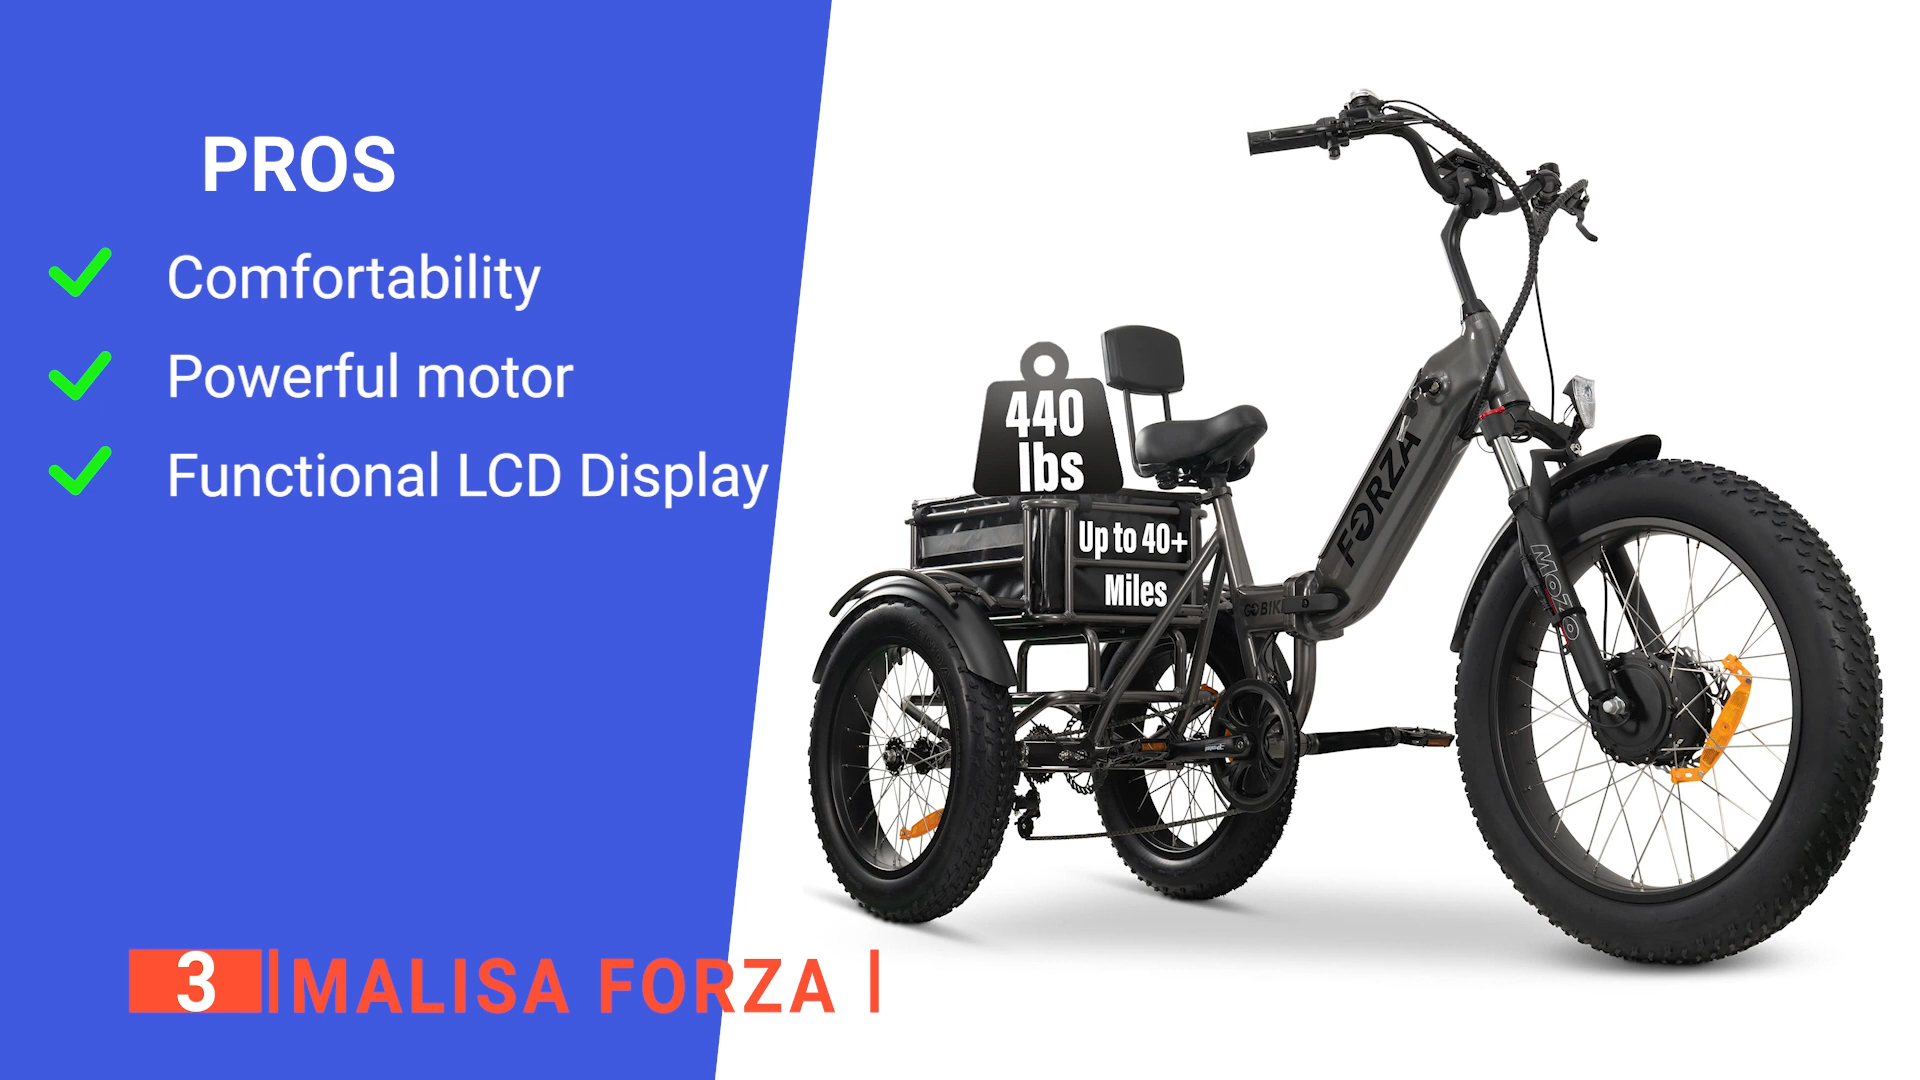 PROS
Comfortability
Powerful motor
Functional LCD Display
440
lbs
Up to 40+
Miles
FORZA
MOZO
3
MALISA FORZA